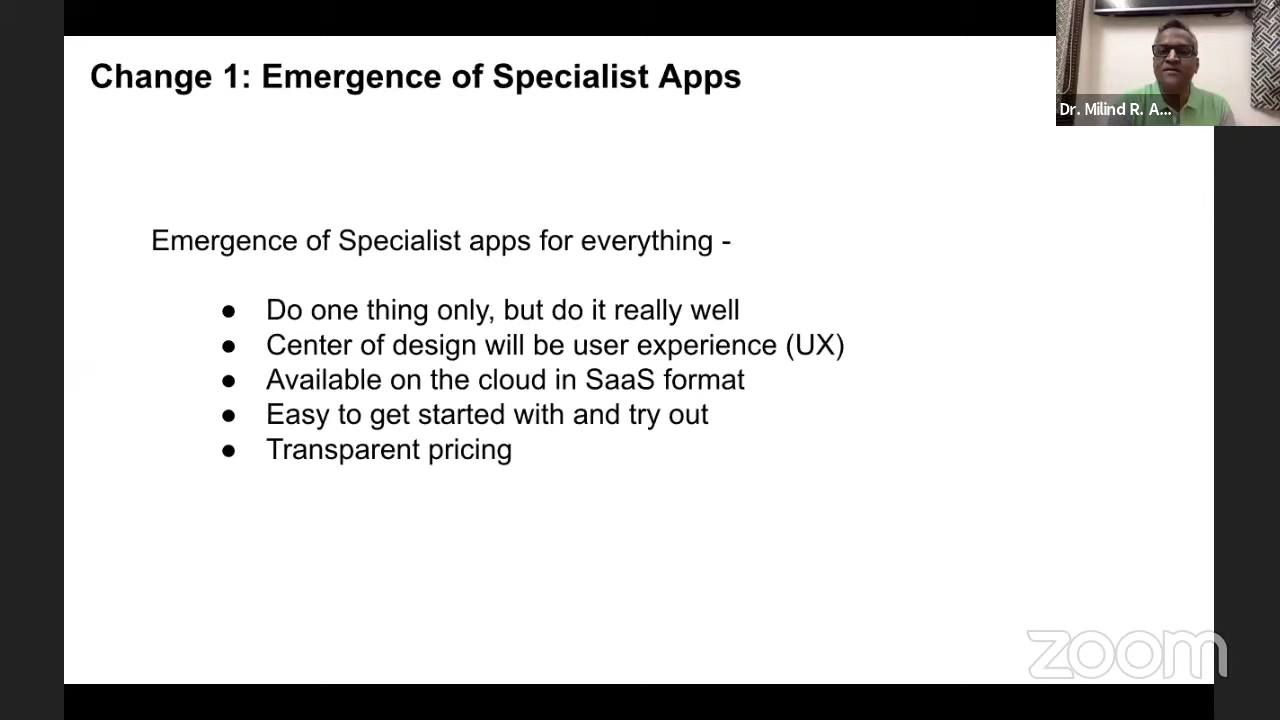 Change 1: Emergence of Specialist Apps
Dr. Milind R. A...
Emergence of Specialist apps for everything -
● Do one thing only, but do it really well
● Center of design will be user experience (UX)
● Available on the cloud in SaaS format
● Easy to get started with and try out
● Transparent pricing
zoom